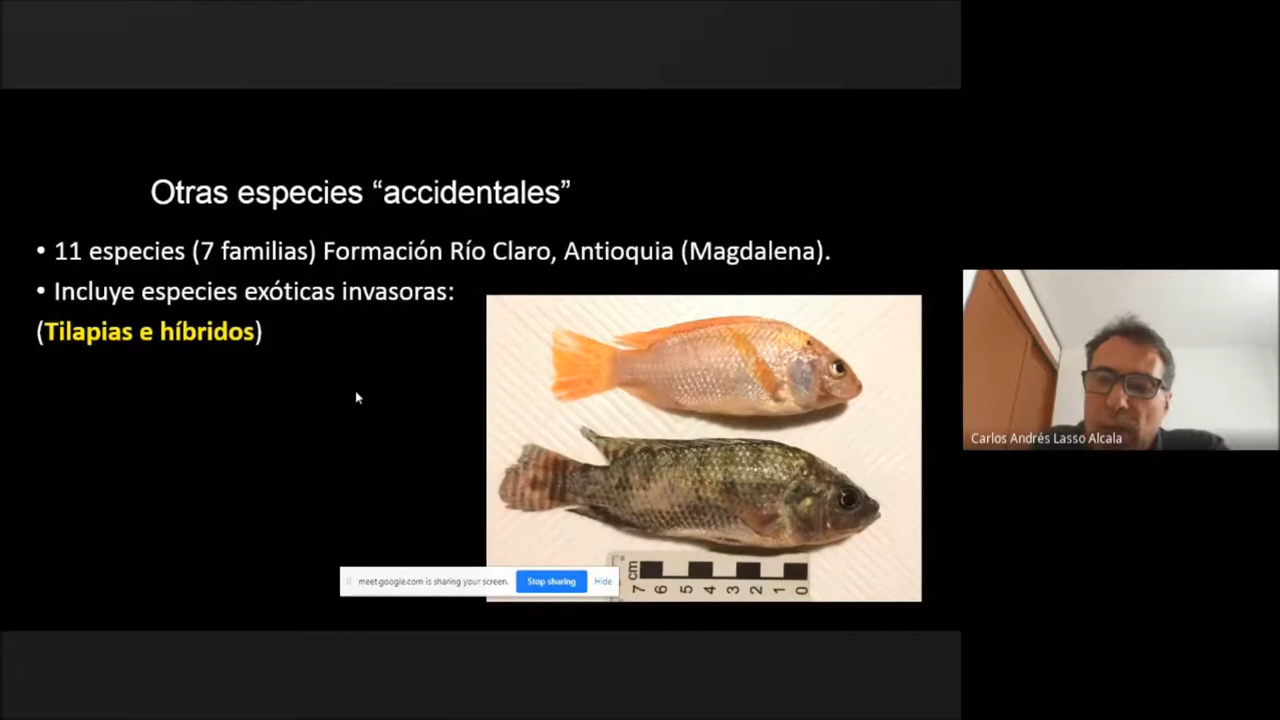 Otras especies “accidentales”
• 11 especies (7 familias) Formación Río Claro, Antioquia (Magdalena).
• Incluye especies exóticas invasoras:
(Tilapias e híbridos)
Carlos Andrés Lasso Alcala
meet.google.com is sharing your screen. Stop sharing Hide
7 cm 6 5 4 3 2 1 0